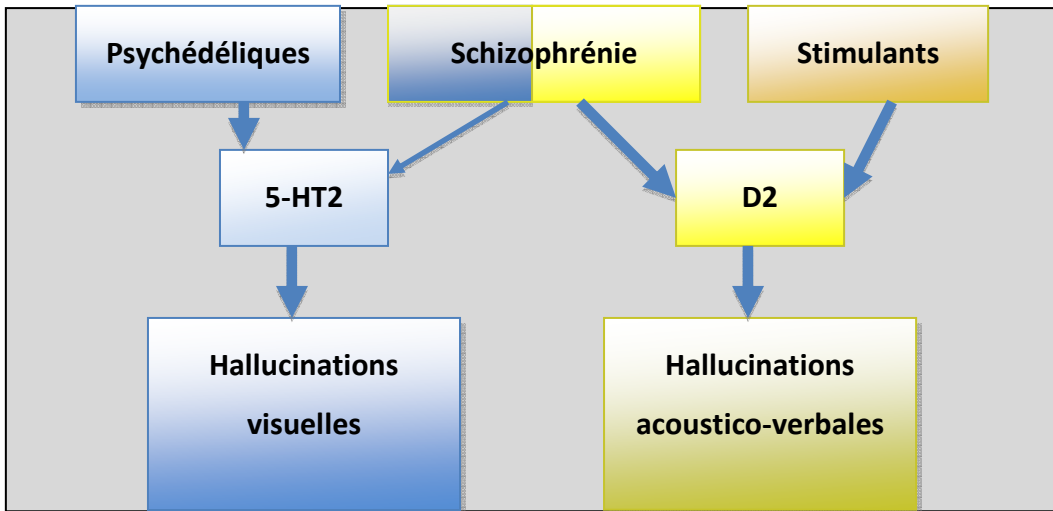 Psychédéliques
Schizophrénie
Stimulants
5-HT2
D2
Hallucinations
visuelles
Hallucinations
acoustico-verbales